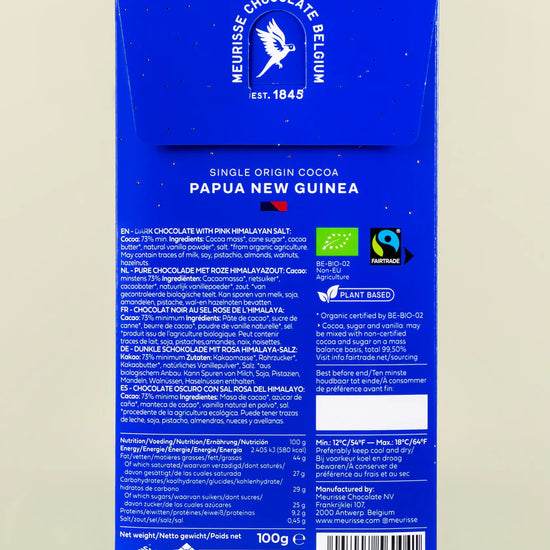 MEURISSE CHOCOLATE BELGIUM
EST. 1845
SINGLE ORIGIN COCOA
PAPUA NEW GUINEA
EN - DARK CHOCOLATE WITH PINK HIMALAYAN SALT:
Cocoa: 73% min. Ingredients: Cocoa mass*, cane sugar*, cocoa
butter*, natural vanilla powder*, salt, *from organic agriculture.
May contain traces of milk, soy, pistachio, almonds, walnuts,
hazelnuts.
NL - PURE CHOCOLADE MET ROZE HIMALAYAZOUT: Cacao:
minstens 73% Ingrediënten: Cacaomassa*, rietsuiker*,
cacaoboter*, natuurlijk vanillepoeder*, zout. *van
gecontroleerde biologische teelt. Kan sporen van melk, soja,
amandelen, pistache, wal-en hazelnoten bevatten.
FR - CHOCOLAT NOIR AU SEL ROSE DE L'HIMALAYA:
Cacao: 73% minimum Ingrédients: Pâte de cacao*, sucre de
canne*, beurre de cacao*, poudre de vanille naturelle*, sel
*produit issu de l'agriculture biologique. Peut contenir
traces de lait, soja, pistaches,amandes, noix, noisettes.
DE - DUNKLE SCHOKOLADE MIT ROSA HIMALAYA-SALZ:
Kakao: 73% minimum Zutaten: Kakaomasse*, Rohrzucker*,
Kakaobutter*, natürliches Vanillepulver*, Salz. *aus
biologischem Anbau. Kann Spuren von Milch, Soja, Pistazien,
Mandeln, Walnüssen, Haselnüssen enthalten.
ES - CHOCOLATE OSCURO CON SAL ROSA DEL HIMALAYO:
Cacao: 73% mínimo Ingredientes: Masa de cacao*, azúcar de
caña*, manteca de cacao*, vainilla natural en polvo*, sal.
*procedente de la agricultura ecológica. Puede tener trazas
de leche, soja, pistacho, almendras, nueces y avellanas.
Nutrition/Voeding/Nutrition/Ernährung/Nutrición 100 g
Energy/Energie/Énergie/Energie/Energía 2 405 kJ (580 kcal)
Fat/vetten/matières grosses/fett/grasas 44 g
Of which saturated/waarvan verzadigd/dont saturés/
davon gesättigt/de las cuales saturada 27 g
Carbohydrates/koolhydraten/glucides/kohlenhydrate/
hidratos de carbono 29 g
Of which sugars/waarvan suikers/dont sucres/
davon zucker/de los cuales azúcares 25 g
Proteins/eiwitten/protéines/eiweiß/proteínas 9,2 g
Salt/zout/sel/salz/sal 0,45 g
Net weight/Netto gewicht/Poids net 100g e
BE-BIO-02
Non-EU
Agriculture
FAIRTRADE
PLANT BASED
* Organic certified by BE-BIO-02
› Cocoa, sugar and vanilla: may
be mixed with non-certified
cocoa and sugar on a mass
balance basis, total 99,50%
Visit info.fairtrade.net/sourcing
Best before end/Ten minste
houdbaar tot einde/À consommer
de préférence avant fin:
Min.: 12°C/54°F — Max.: 18°C/64°F
Preferably keep cool and dry/
Bij voorkeur koel en droog
bewaren/À conserver de
préférence au frais et au sec
Manufactured by:
Meurisse Chocolate NV
Frankrijklei 107,
2000 Antwerp. Belgium
www.meurisse.com @meurisse